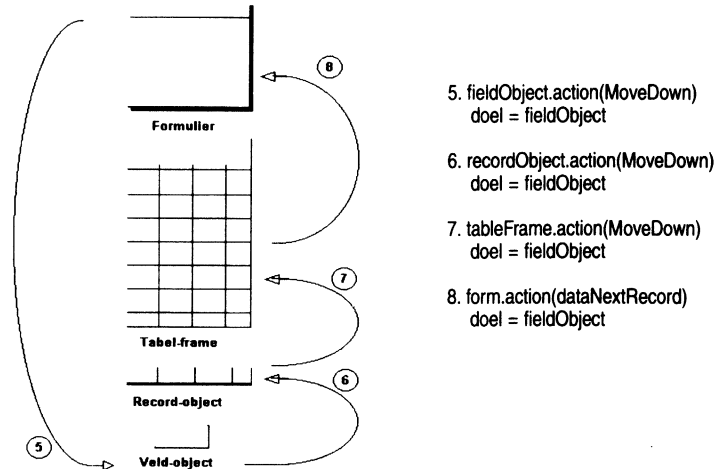 8
Formulier
7
Tabel-frame
6
Record-object
5
Veld-object
5. fieldObject.action(MoveDown)
doel = fieldObject
6. recordObject.action(MoveDown)
doel = fieldObject
7. tableFrame.action(MoveDown)
doel = fieldObject
8. form.action(dataNextRecord)
doel = fieldObject